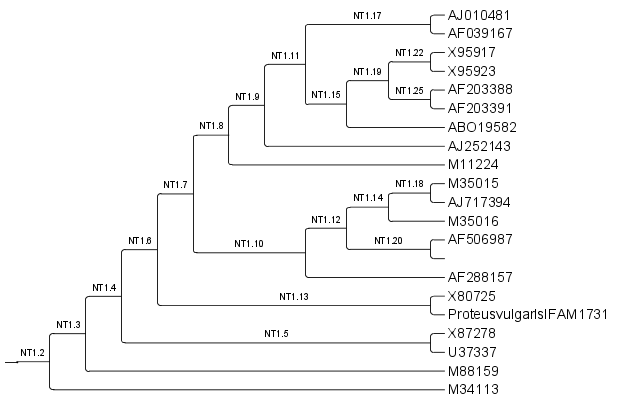 NT1.17
AJ010481
AF039167
NT1.11
NT1.22
X95917
NT1.19
X95923
NT1.9
NT1.15
NT1.25
AF203388
AF203391
NT1.8
ABO19582
AJ252143
M11224
NT1.7
NT1.18
M35015
NT1.14
AJ717394
NT1.12
M35016
NT1.6
NT1.10
NT1.20
AF506987
AF288157
NT1.4
NT1.13
X80725
ProteusvulgarIsIFAM1731
NT1.3
NT1.5
X87278
NT1.2
U37337
M88159
M34113